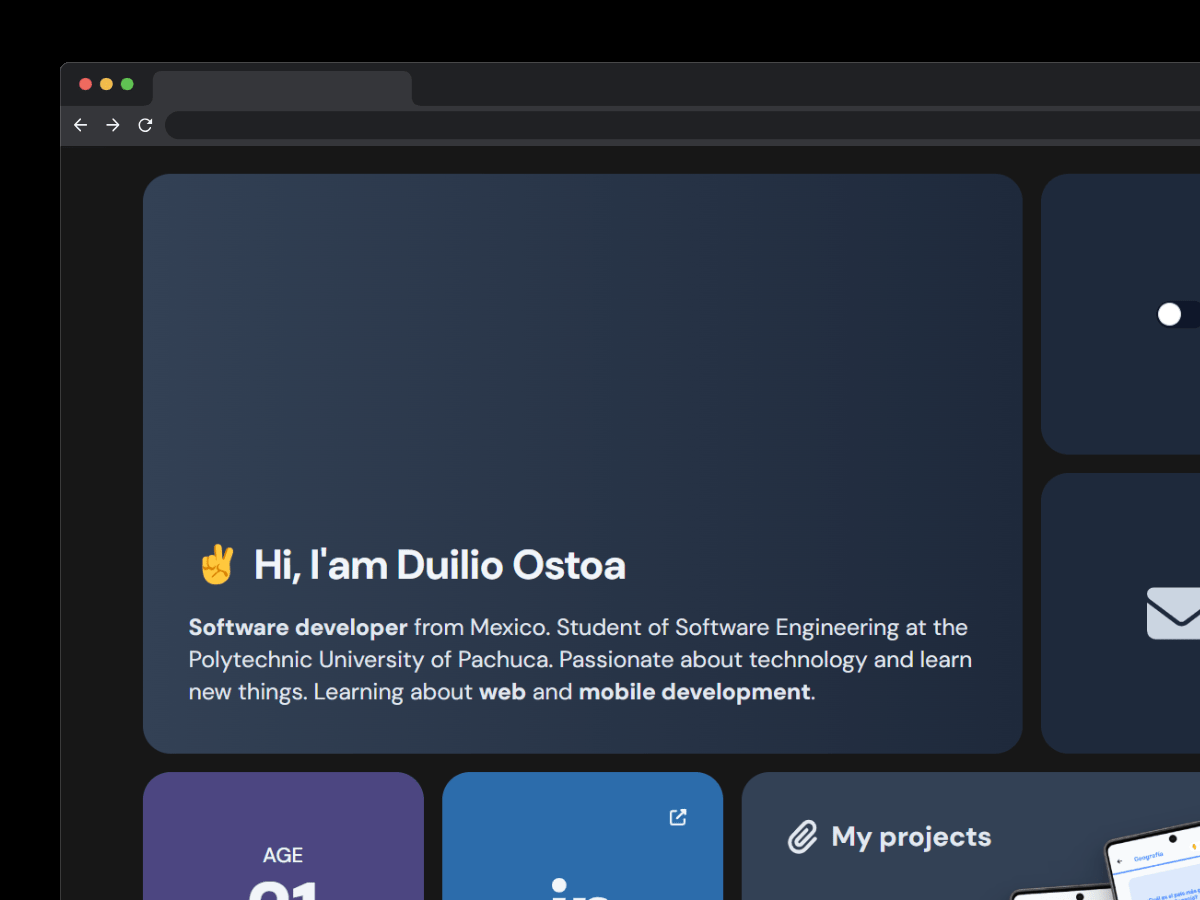 Hi, I'am Duilio Ostoa
Software developer from Mexico. Student of Software Engineering at the
Polytechnic University of Pachuca. Passionate about technology and learn
new things. Learning about web and mobile development.
AGE
in
My projects
Geografía